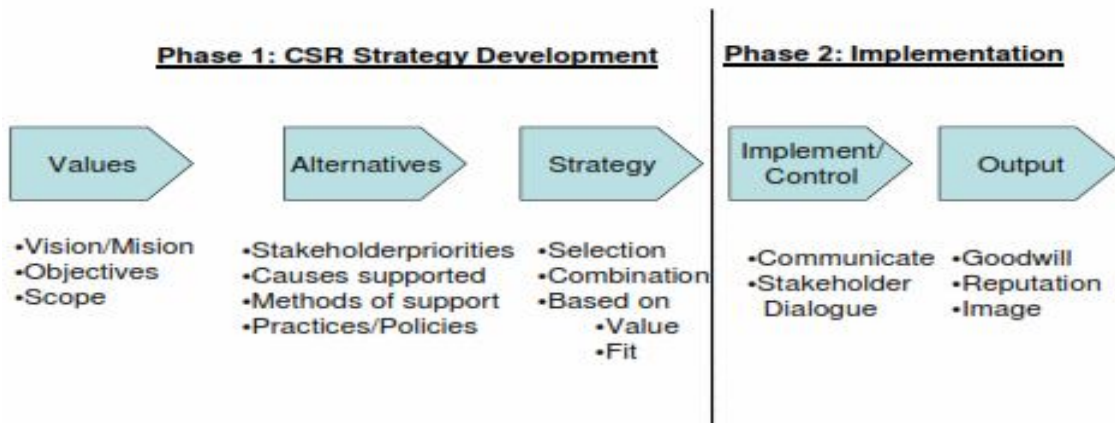 Phase 1: CSR Strategy Development
Phase 2: Implementation
Values
Alternatives
Strategy
Implement/
Control
Output
•Vision/Mision
•Objectives
•Scope
•Stakeholderpriorities
•Causes supported
•Methods of support
•Practices/Policies
•Selection
•Combination
•Based on
•Value
•Fit
•Communicate
•Stakeholder
Dialogue
•Goodwill
•Reputation
•Image